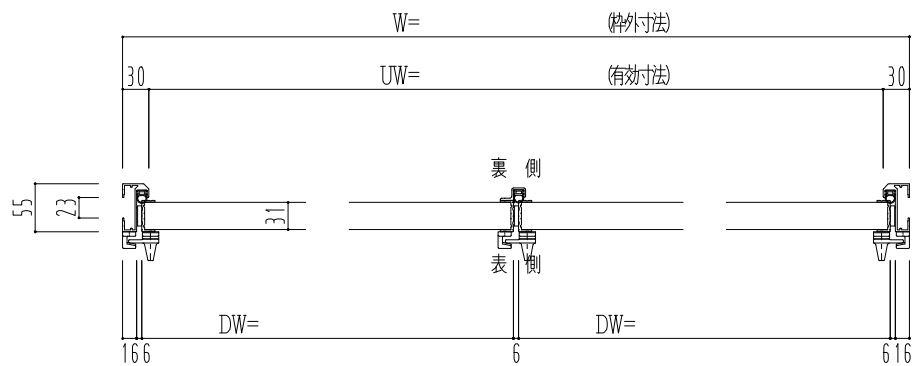 W= (枠外寸法)
30 UW= (有効寸法) 30
裏 側
55 23 31
表 側
DW= DW=
16 6 6 6 16